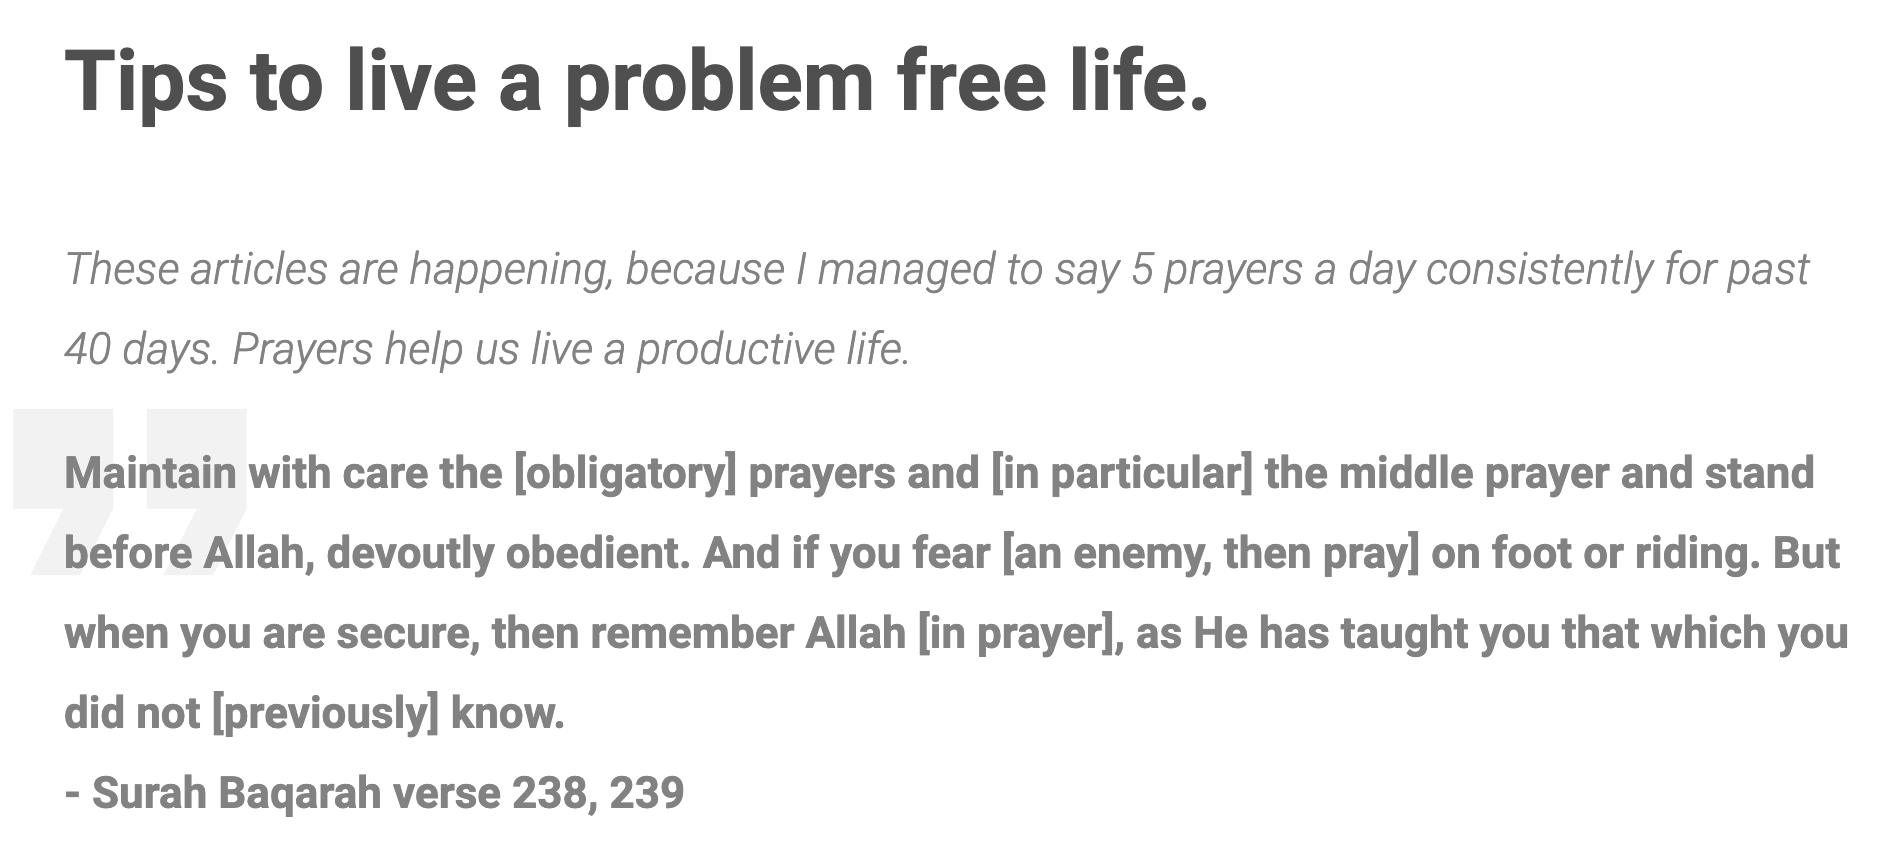 Tips to live a problem free life.
These articles are happening, because I managed to say 5 prayers a day consistently for past
40 days. Prayers help us live a productive life.
Maintain with care the [obligatory] prayers and [in particular] the middle prayer and stand
before Allah, devoutly obedient. And if you fear [an enemy, then pray] on foot or riding. But
when you are secure, then remember Allah [in prayer], as He has taught you that which you
did not [previously] know.
- Surah Baqarah verse 238, 239